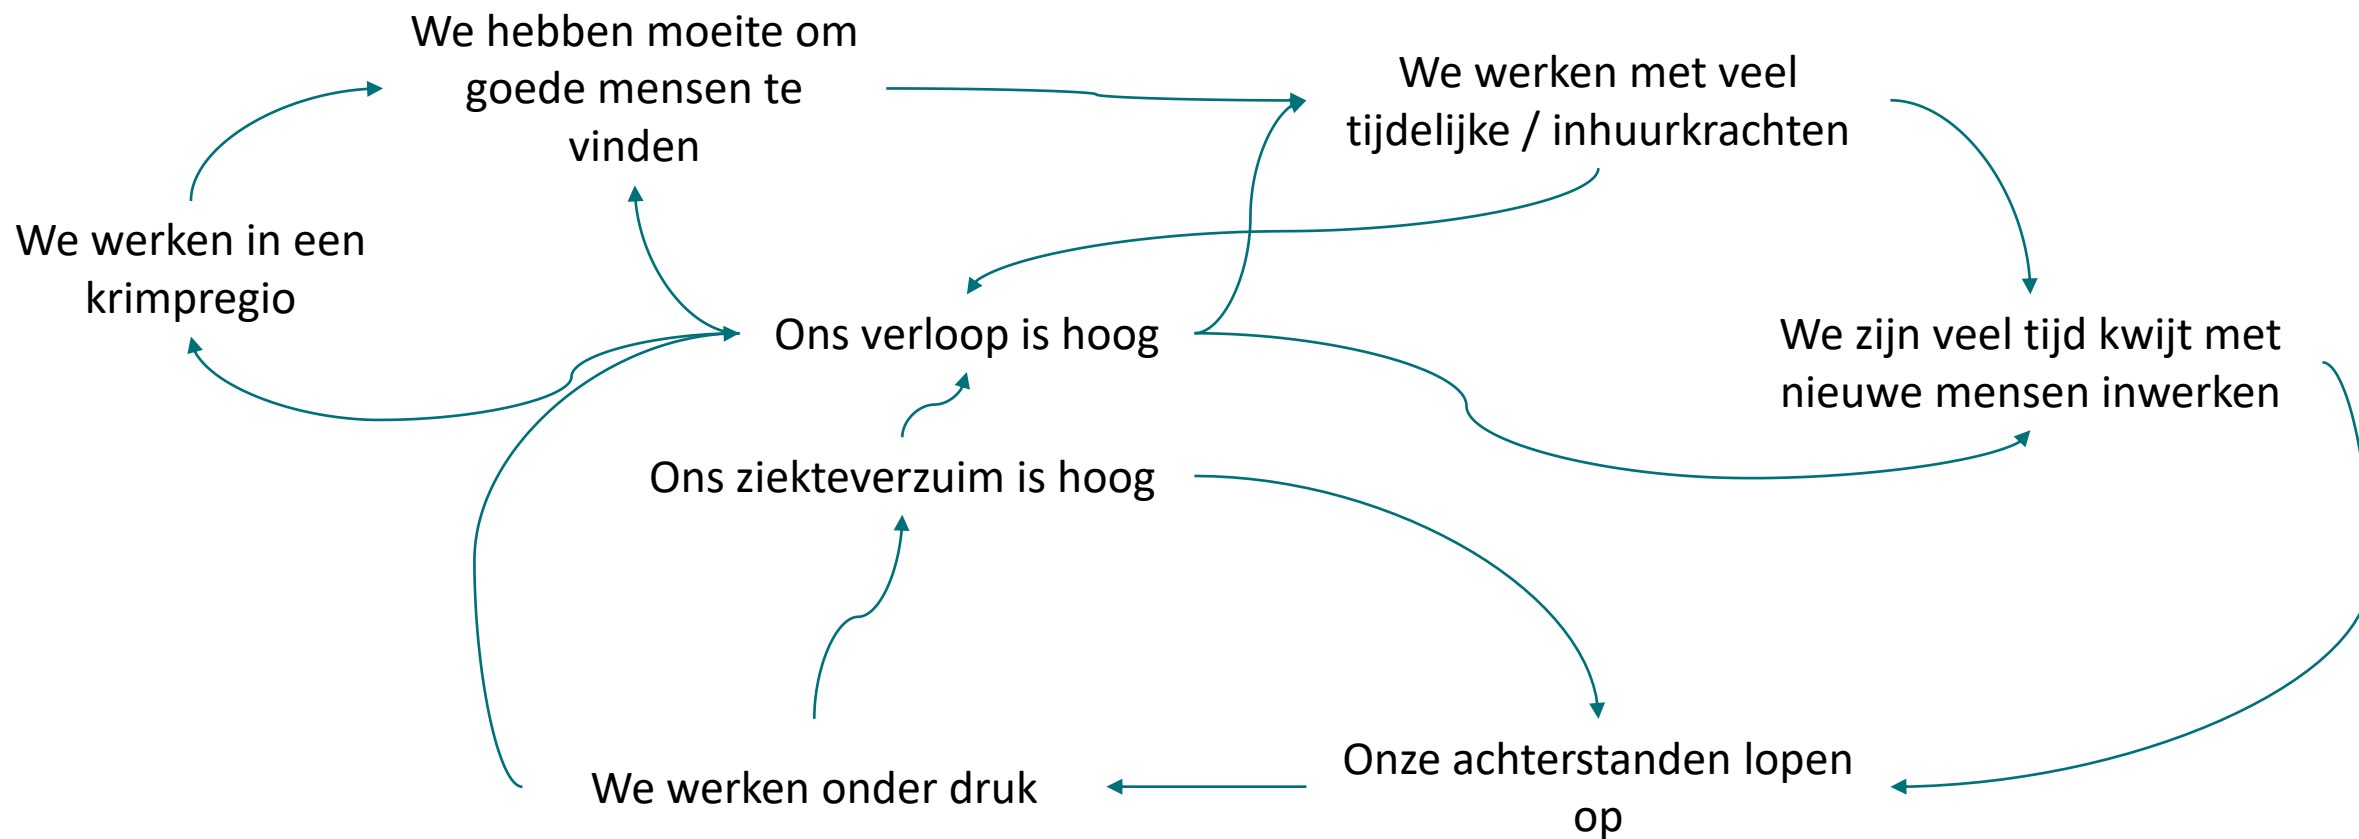 We hebben moeite om
goede mensen te
vinden
We werken met veel
tijdelijke / inhuurkrachten
We werken in een
krimpregio
Ons verloop is hoog
We zijn veel tijd kwijt met
nieuwe mensen inwerken
Ons ziekteverzuim is hoog
We werken onder druk
Onze achterstanden lopen
op